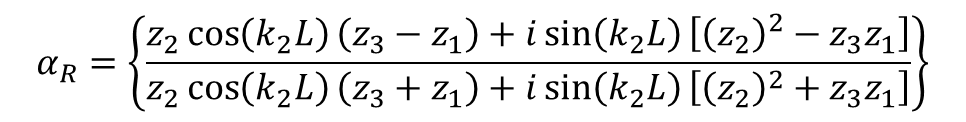 α_R = { \frac{z_2 cos(k_2L) (z_3 − z_1) + i sin(k_2L) [(z_2)^2 − z_3z_1]}{z_2 cos(k_2L) (z_3 + z_1) + i sin(k_2L) [(z_2)^2 + z_3z_1]} }